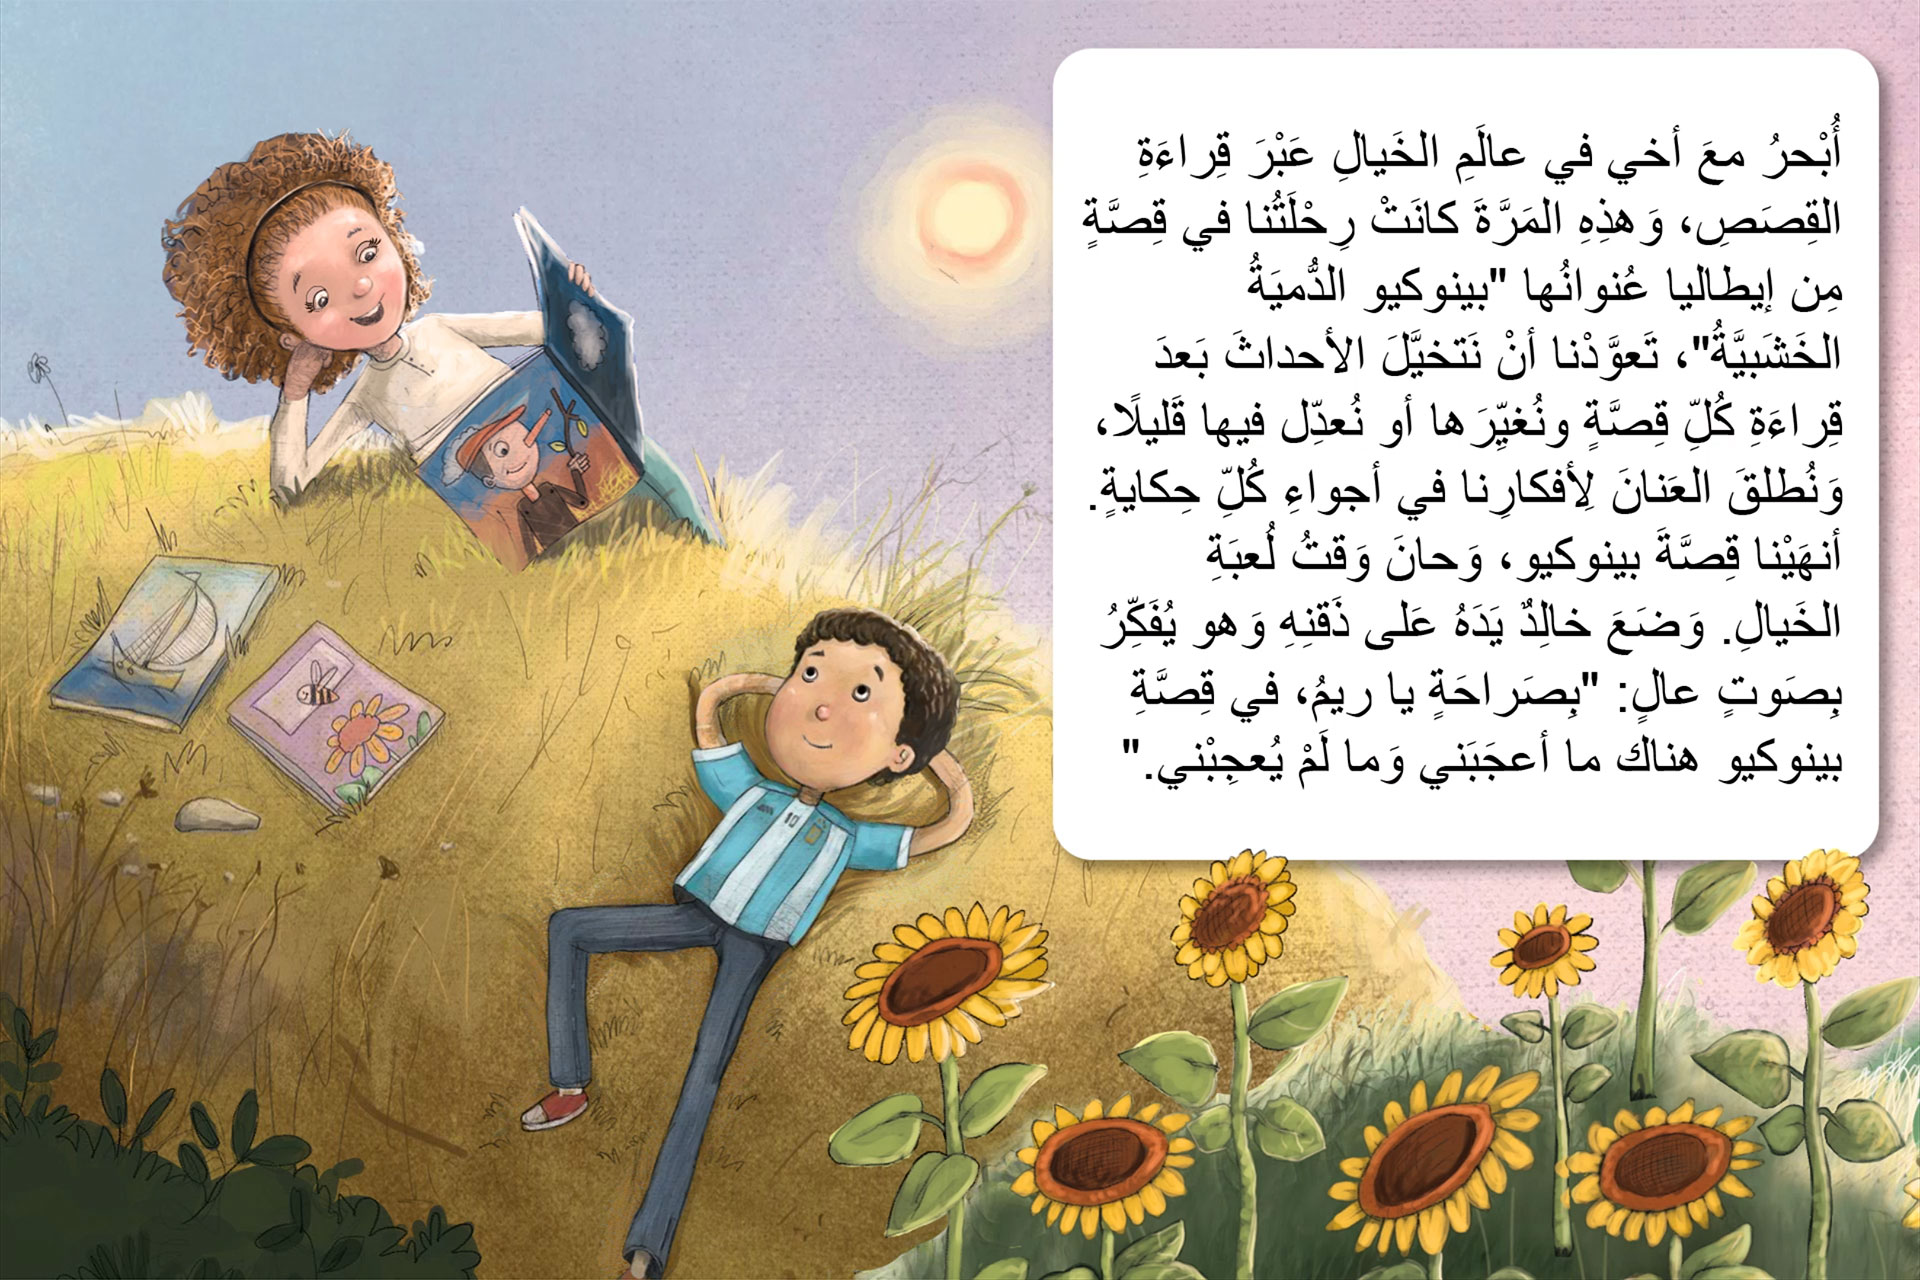 أُبْحرُ معَ أخي في عالَمِ الخَيالِ عَبْرَ قِراءَةِ
القِصَصِ، وَهذِهِ المَرَّةَ كانَتْ رِحْلَتُنا في قِصَّةٍ
مِن إيطاليا عُنوانُها "بينوكيو الدُّميَةُ
الخَشَبيَّةُ"، تَعوَّدْنا أنْ نَتخيَّلَ الأحداثَ بَعدَ
قِراءَةِ كُلِّ قِصَّةٍ ونُغيِّرَها أو نُعدِّل فيها قَليلًا،
وَنُطلقَ العَنانَ لِأفكارِنا في أجواءِ كُلِّ حِكايةٍ.
أنهَيْنا قِصَّةَ بينوكيو، وَحانَ وَقتُ لُعبَةِ
الخَيالِ. وَضَعَ خالِدٌ يَدَهُ عَلى ذَقنِهِ وَهو يُفَكِّرُ
بِصَوتٍ عالٍ: "بِصَراحَةٍ يا ريمُ، في قِصَّةِ
بينوكيو هناك ما أعجَبَني وَما لَمْ يُعجِبْني."
10